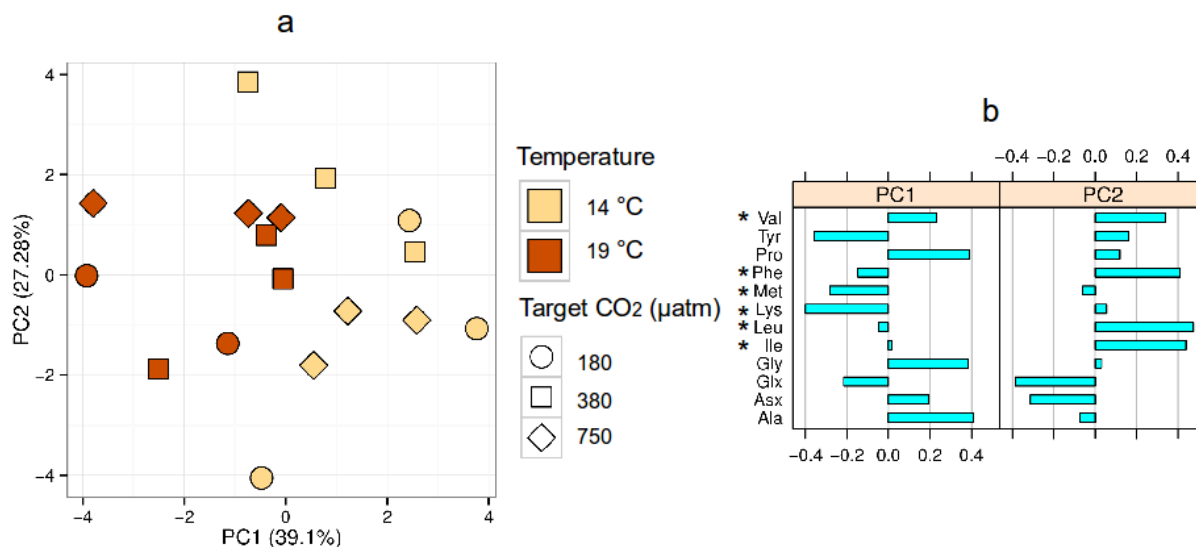 a
4
2
0
−2
−4
PC2 (27.28%)
−4 −2 0 2 4
PC1 (39.1%)
Temperature
14 °C
19 °C
Target CO2 (µatm)
180
380
750
b
−0.4 −0.2 0.0 0.2 0.4
PC1 PC2
* Val
Tyr
Pro
* Phe
* Met
* Lys
* Leu
* Ile
Gly
Glx
Asx
Ala
−0.4 −0.2 0.0 0.2 0.4